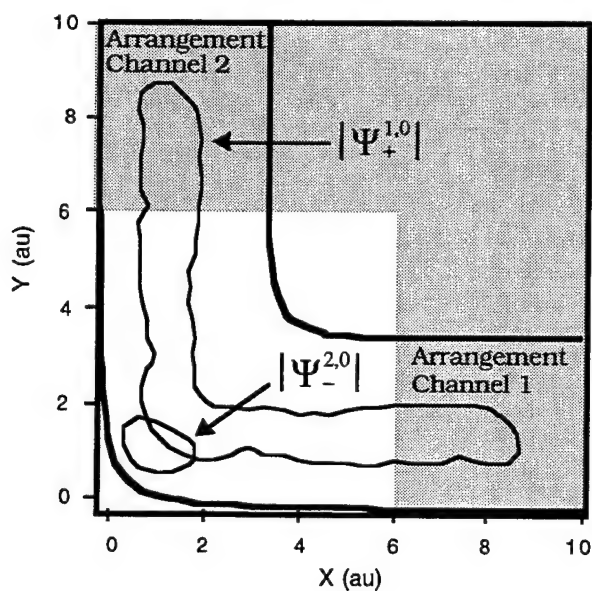 10
8
6
4
2
0
Y (au)
Arrangement
Channel 2
|Ψ₊¹·⁰|
|Ψ₋²·⁰|
Arrangement
Channel 1
0 2 4 6 8 10
X (au)